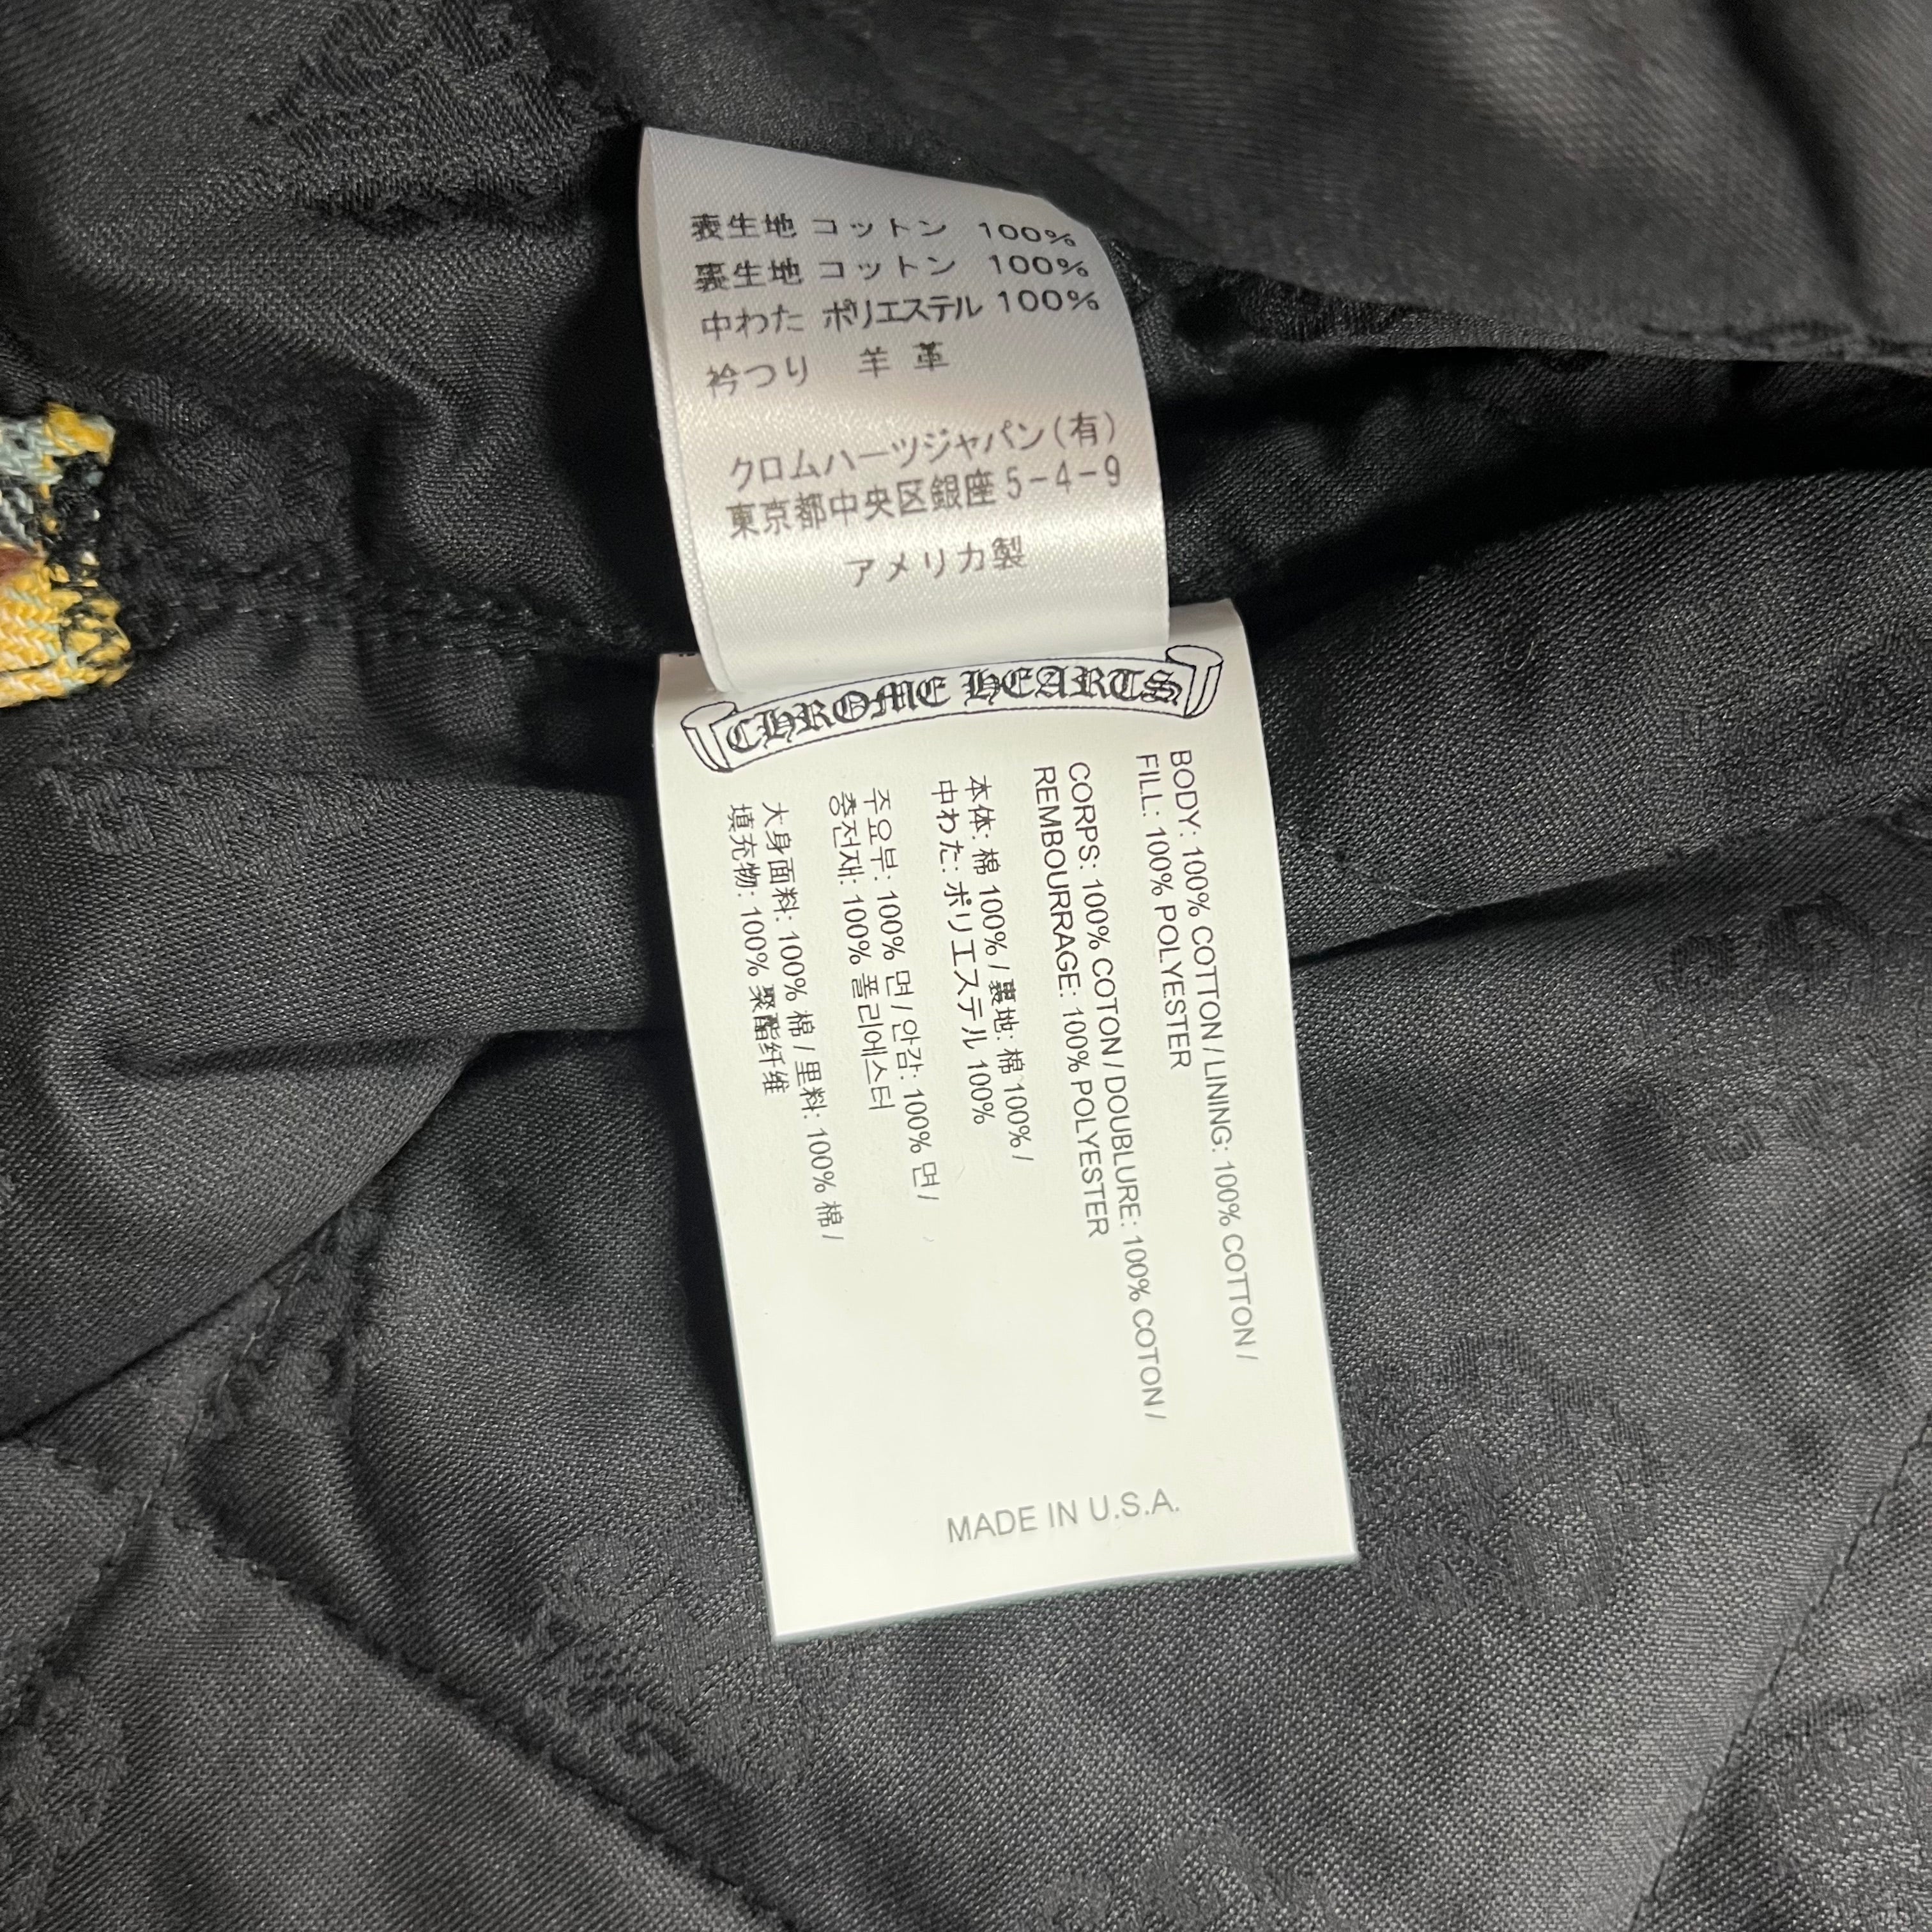 表生地 コットン 100%
裏生地 コットン 100%
中わた ポリエステル 100%
衿つり 羊 革
クロムハーツジャパン(有)
東京都中央区銀座5-4-9
アメリカ製
CHROME HEARTS
BODY: 100% COTTON / LINING: 100% COTTON /
FILL: 100% POLYESTER
CORPS: 100% COTON / DOUBLURE: 100% COTON /
REMBOURRAGE: 100% POLYESTER
本体: 棉 100% / 裏地: 棉 100% /
中わた: ポリエステル 100%
주요부: 100% 면 / 안감: 100% 면 /
충전재: 100% 폴리에스터
大身面料: 100% 棉 / 里料: 100% 棉 /
填充物: 100% 聚酯纤维
MADE IN U.S.A.